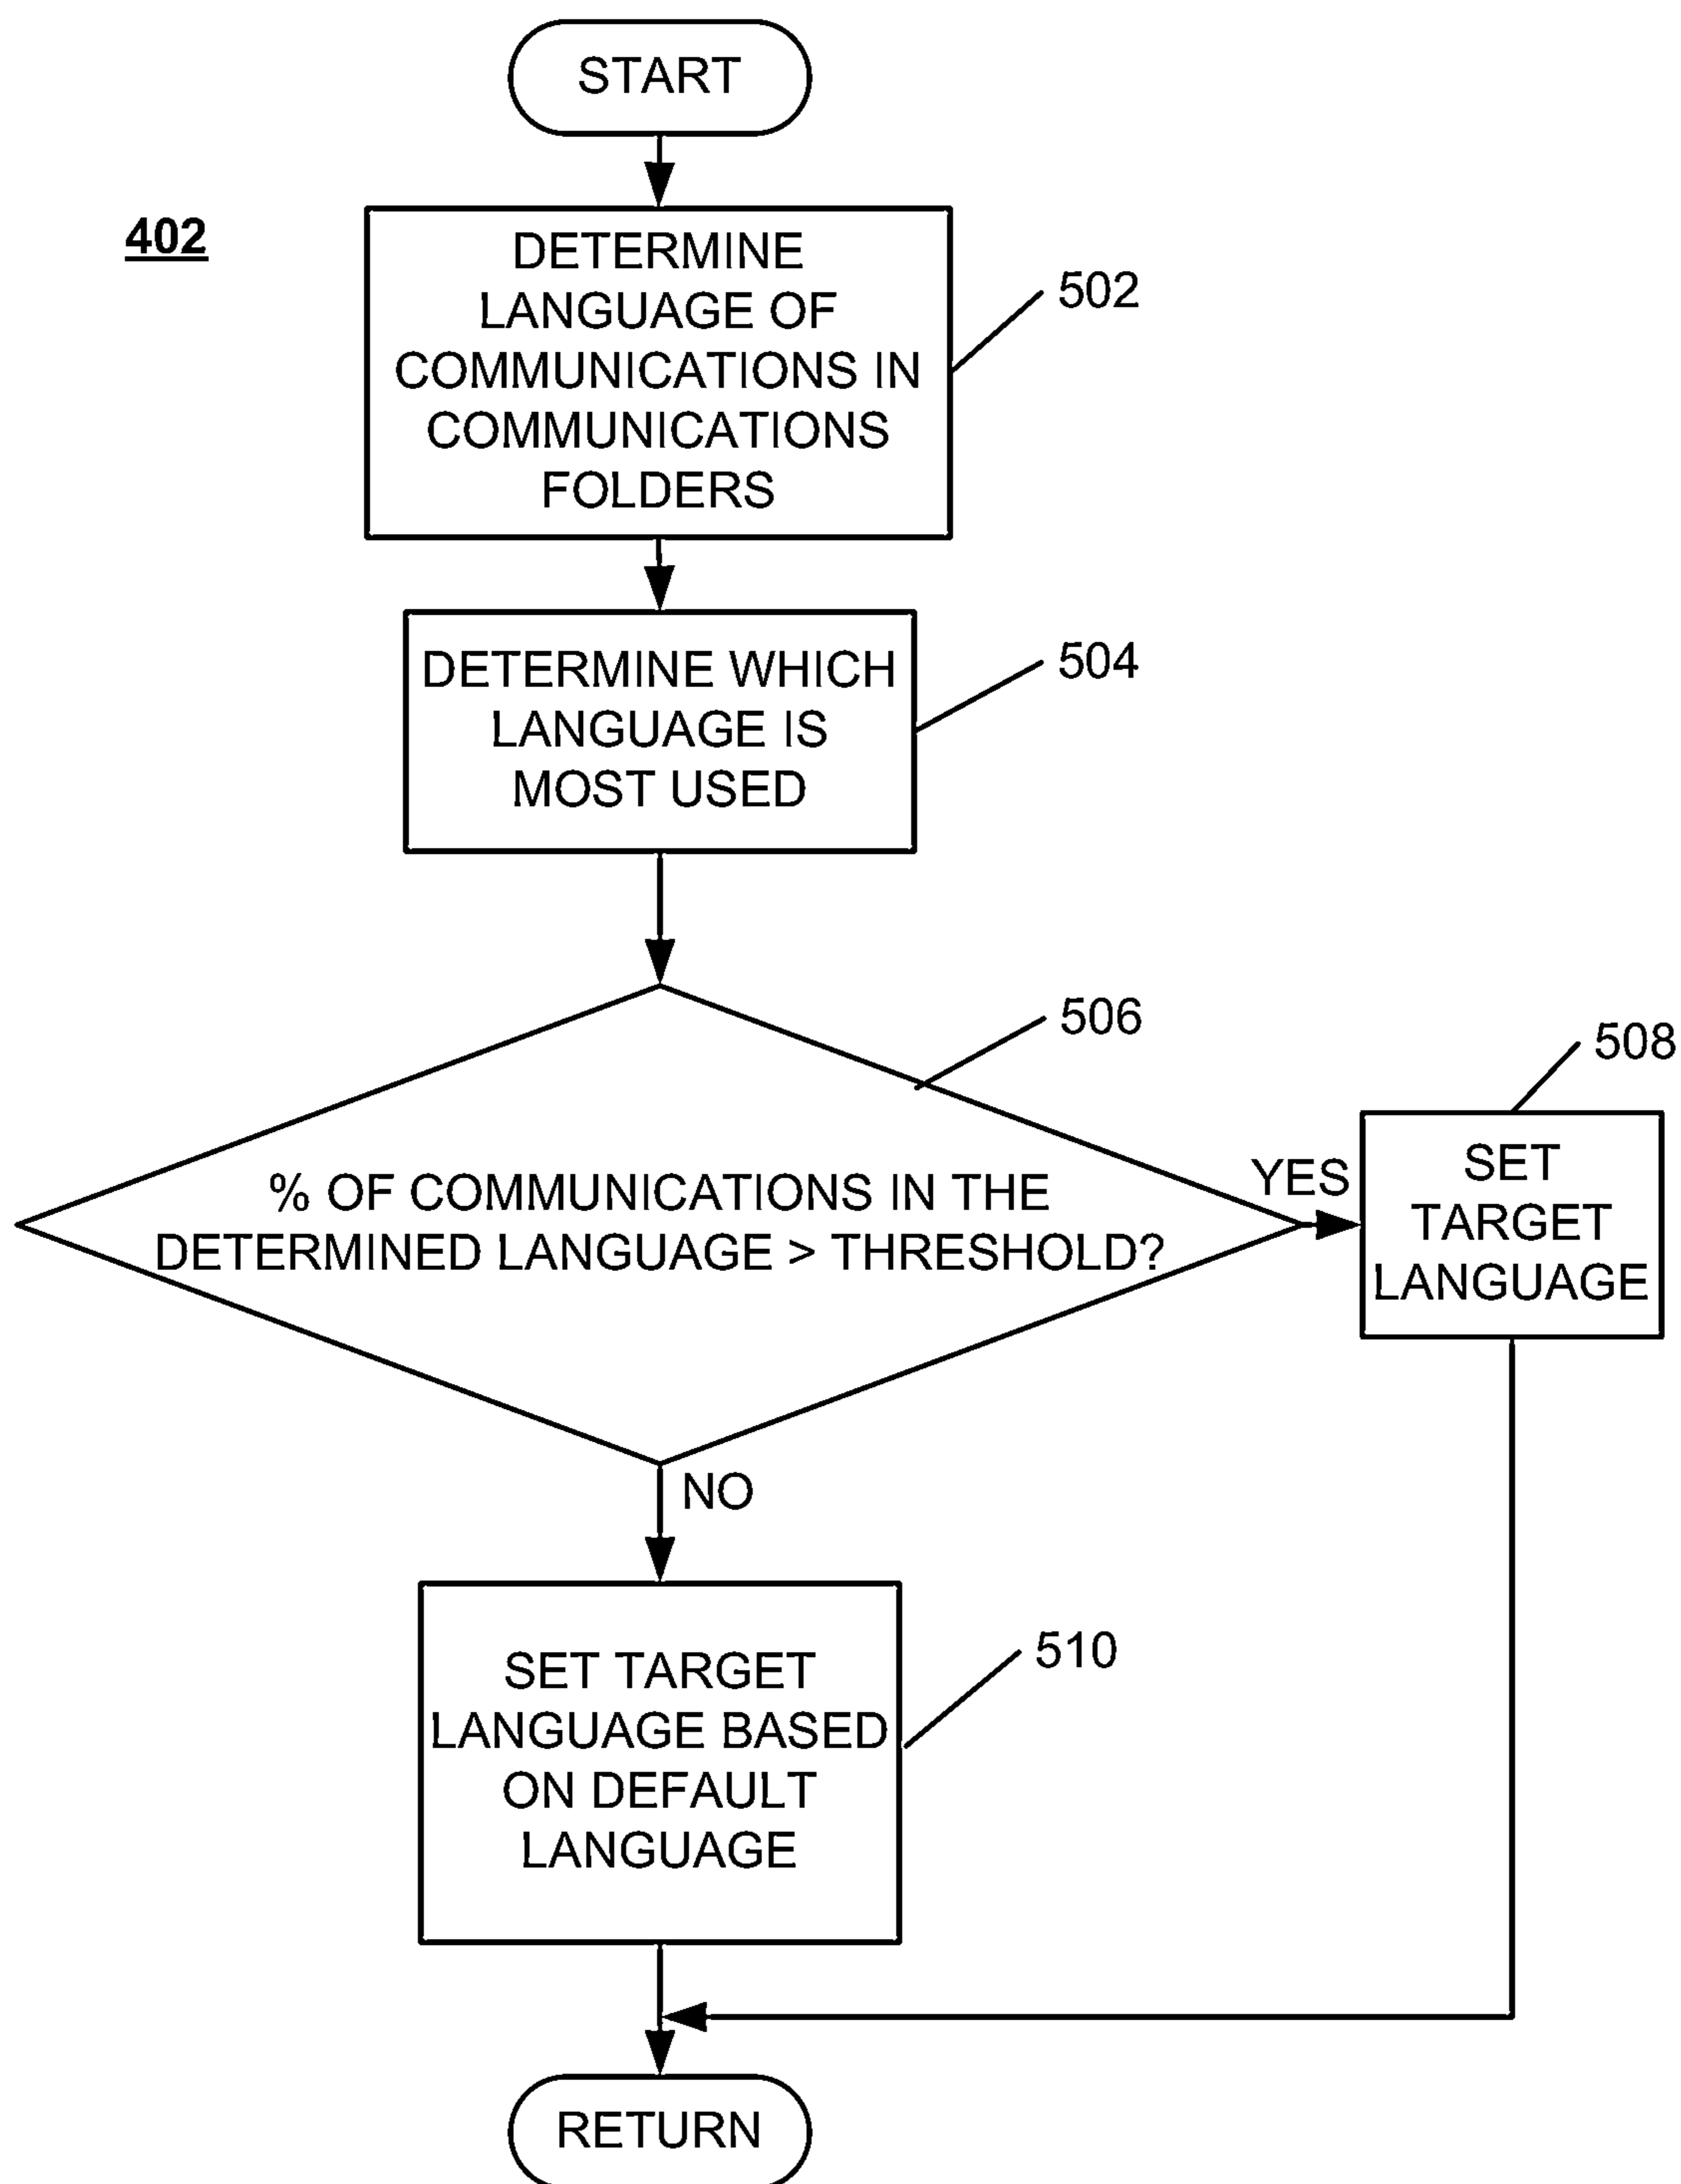 START
402
DETERMINE
LANGUAGE OF
COMMUNICATIONS IN
COMMUNICATIONS
FOLDERS
502
DETERMINE WHICH
LANGUAGE IS
MOST USED
504
% OF COMMUNICATIONS IN THE
DETERMINED LANGUAGE > THRESHOLD?
506
YES
508
SET
TARGET
LANGUAGE
NO
SET TARGET
LANGUAGE BASED
ON DEFAULT
LANGUAGE
510
RETURN